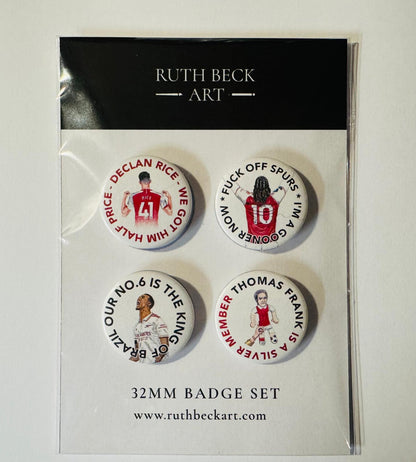 RUTH BECK
ART
DECLAN RICE - WE GOT HIM HALF PRICE -
RICE
41
FUCK OFF SPURS ★ I'M A GOONER NOW ★
10
OUR NO.6 IS THE KING OF BRAZIL
THOMAS FRANK IS A SILVER MEMBER
32MM BADGE SET
www.ruthbeckart.com